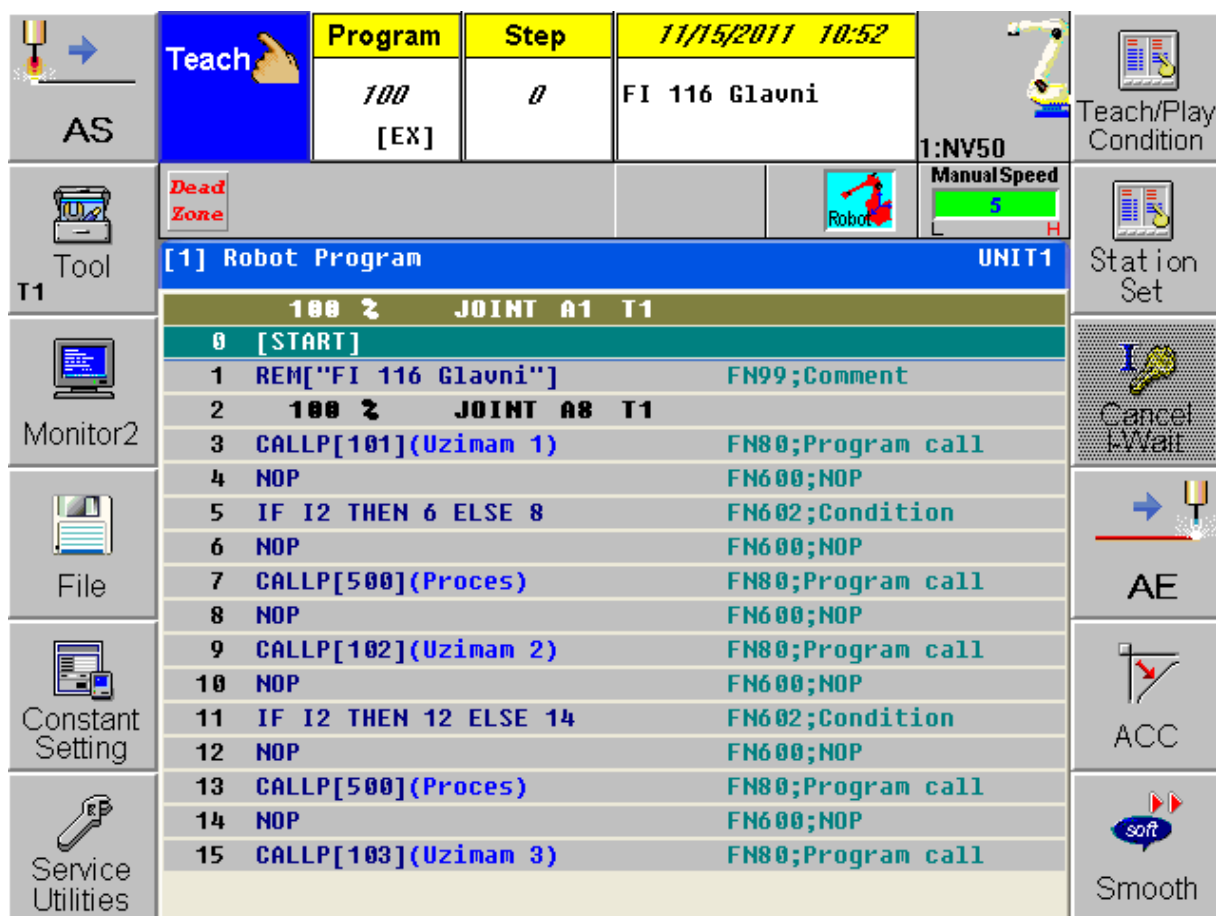 AS
Teach
Program
Step
11/15/2011 10:52
100
[EX]
0
FI 116 Glavni
1:NV50
Teach/Play
Condition
Tool
T1
Dead
Zone
Robot
Manual Speed
5
L H
Station
Set
[1] Robot Program UNIT1
100 % JOINT A1 T1
0 [START]
1 REM["FI 116 Glavni"] FN99;Comment
2 100 % JOINT A8 T1
3 CALLP[101](Uzimam 1) FN80;Program call
4 NOP FN600;NOP
5 IF I2 THEN 6 ELSE 8 FN602;Condition
6 NOP FN600;NOP
7 CALLP[500](Proces) FN80;Program call
8 NOP FN600;NOP
9 CALLP[102](Uzimam 2) FN80;Program call
10 NOP FN600;NOP
11 IF I2 THEN 12 ELSE 14 FN602;Condition
12 NOP FN600;NOP
13 CALLP[500](Proces) FN80;Program call
14 NOP FN600;NOP
15 CALLP[103](Uzimam 3) FN80;Program call
Monitor2
File
Constant
Setting
Service
Utilities
I
Cancel
I-Wait
AE
ACC
soft
Smooth